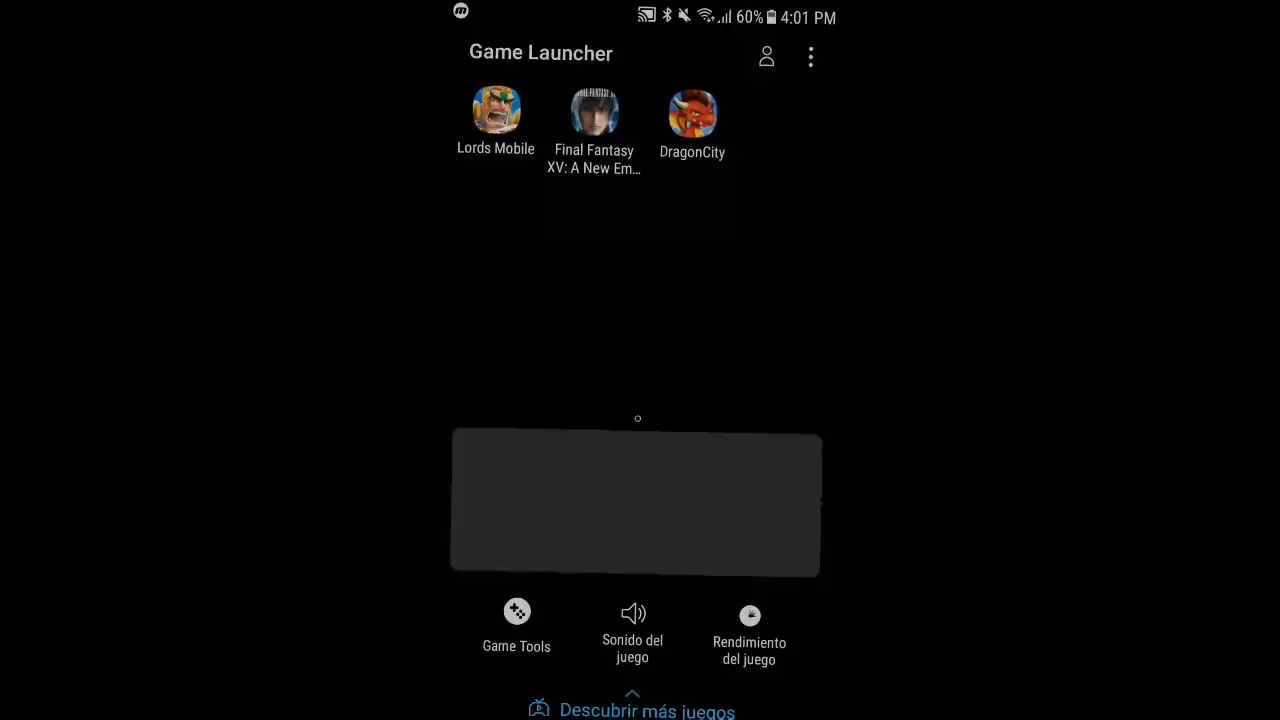 60% 4:01 PM
Game Launcher
Lords Mobile
Final Fantasy
XV: A New Em...
DragonCity
Game Tools
Sonido del
juego
Rendimiento
del juego
Descubrir más juegos